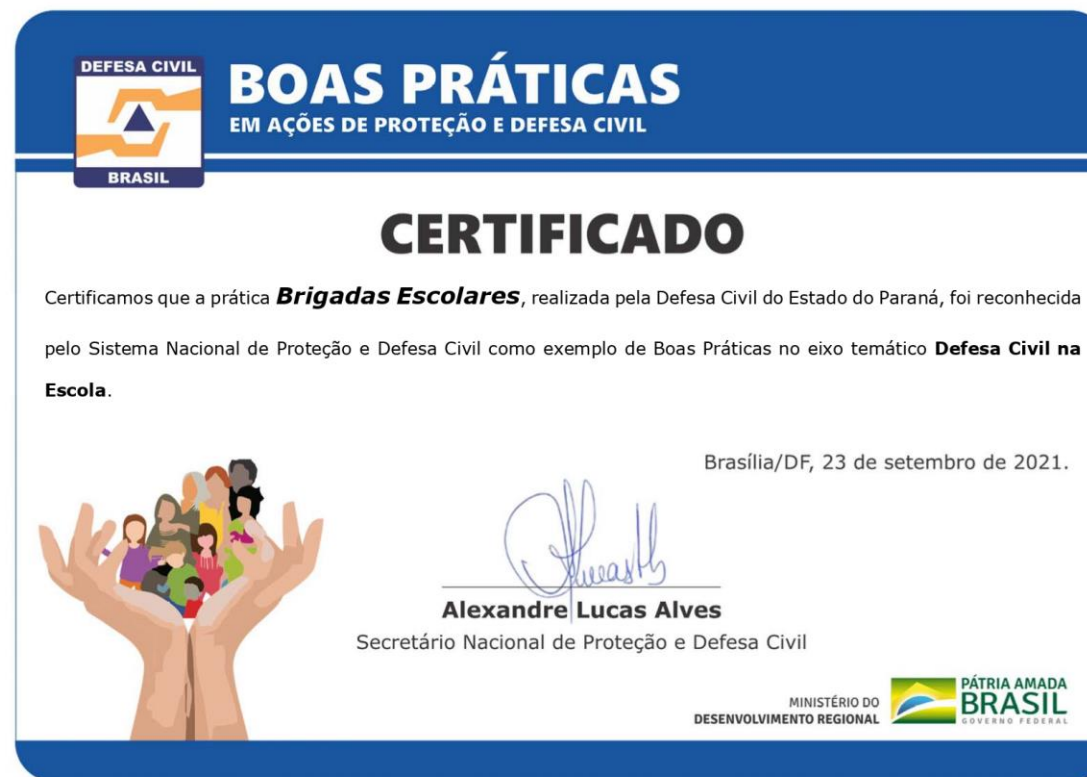 DEFESA CIVIL
BRASIL
BOAS PRÁTICAS
EM AÇÕES DE PROTEÇÃO E DEFESA CIVIL
CERTIFICADO
Certificamos que a prática Brigadas Escolares, realizada pela Defesa Civil do Estado do Paraná, foi reconhecida
pelo Sistema Nacional de Proteção e Defesa Civil como exemplo de Boas Práticas no eixo temático Defesa Civil na
Escola.
Brasília/DF, 23 de setembro de 2021.
Alexandre Lucas Alves
Secretário Nacional de Proteção e Defesa Civil
MINISTÉRIO DO
DESENVOLVIMENTO REGIONAL
PÁTRIA AMADA
BRASIL
GOVERNO FEDERAL